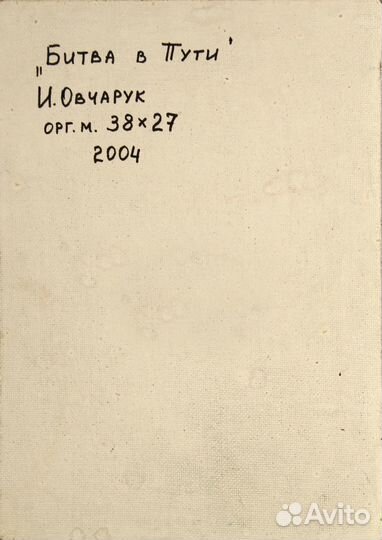 „Битва в Пути'
И. Овчарук
орг. м. 38×27
2004
Avito